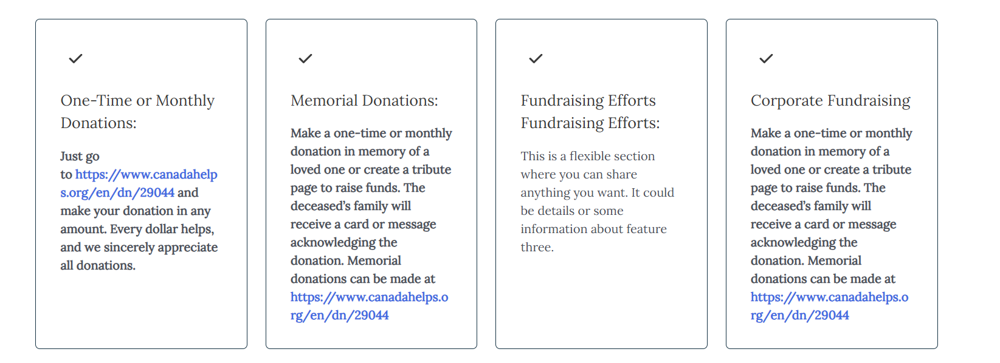 One-Time or Monthly
Donations:
Just go
to https://www.canadahelp
s.org/en/dn/29044 and
make your donation in any
amount. Every dollar helps,
and we sincerely appreciate
all donations.
Memorial Donations:
Make a one-time or monthly
donation in memory of a
loved one or create a tribute
page to raise funds. The
deceased’s family will
receive a card or message
acknowledging the
donation. Memorial
donations can be made at
https://www.canadahelps.o
rg/en/dn/29044
Fundraising Efforts
Fundraising Efforts:
This is a flexible section
where you can share
anything you want. It could
be details or some
information about feature
three.
Corporate Fundraising
Make a one-time or monthly
donation in memory of a
loved one or create a tribute
page to raise funds. The
deceased’s family will
receive a card or message
acknowledging the
donation. Memorial
donations can be made at
https://www.canadahelps.o
rg/en/dn/29044